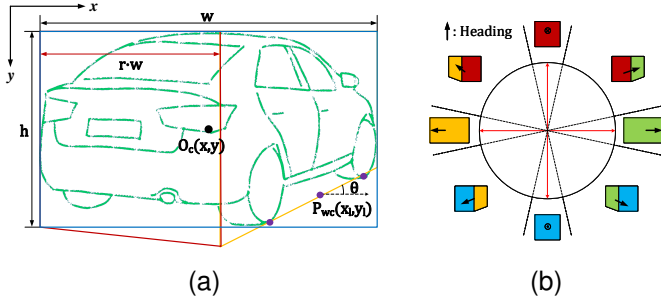 x
w
y
r·w
h
O_c(x,y)
θ
P_wc(x_l,y_l)
(a)
↑: Heading
(b)